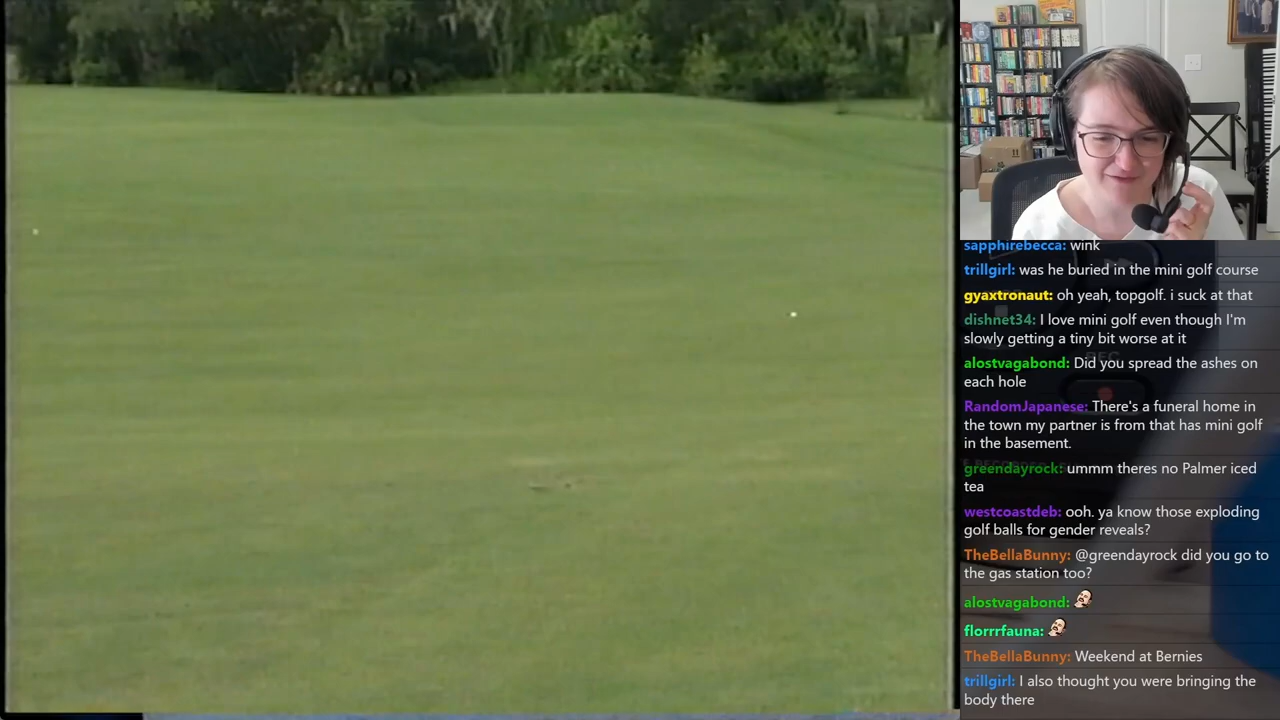 sapphirebecca: wink
trillgirl: was he buried in the mini golf course
gyaxtronaut: oh yeah, topgolf. i suck at that
dishnet34: I love mini golf even though I'm
slowly getting a tiny bit worse at it
alostvagabond: Did you spread the ashes on
each hole
RandomJapanese: There's a funeral home in
the town my partner is from that has mini golf
in the basement.
greendayrock: ummm theres no Palmer iced
tea
westcoastdeb: ooh. ya know those exploding
golf balls for gender reveals?
TheBellaBunny: @greendayrock did you go to
the gas station too?
alostvagabond:
florrrfauna:
TheBellaBunny: Weekend at Bernies
trillgirl: I also thought you were bringing the
body there